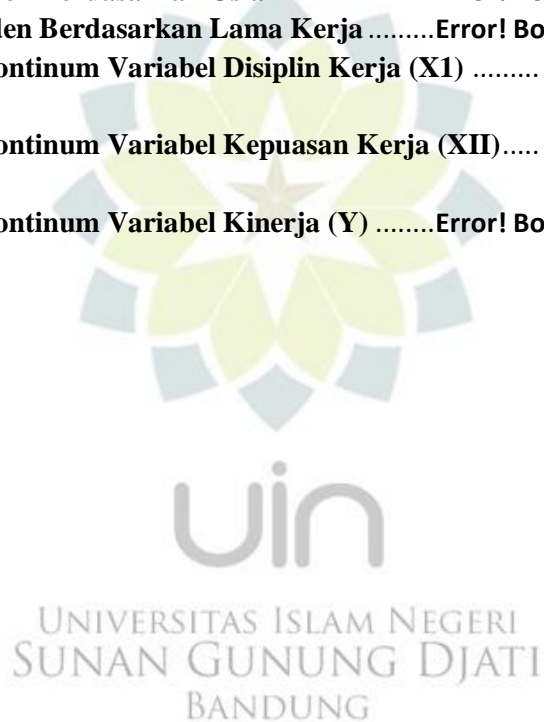 len Berdasarkan Lama Kerja .........Error! Bo
ontinum Variabel Disiplin Kerja (X1) .........
ontinum Variabel Kepuasan Kerja (XII).....
ontinum Variabel Kinerja (Y) ........Error! Bo
uin
UNIVERSITAS ISLAM NEGERI
SUNAN GUNUNG DJATI
BANDUNG